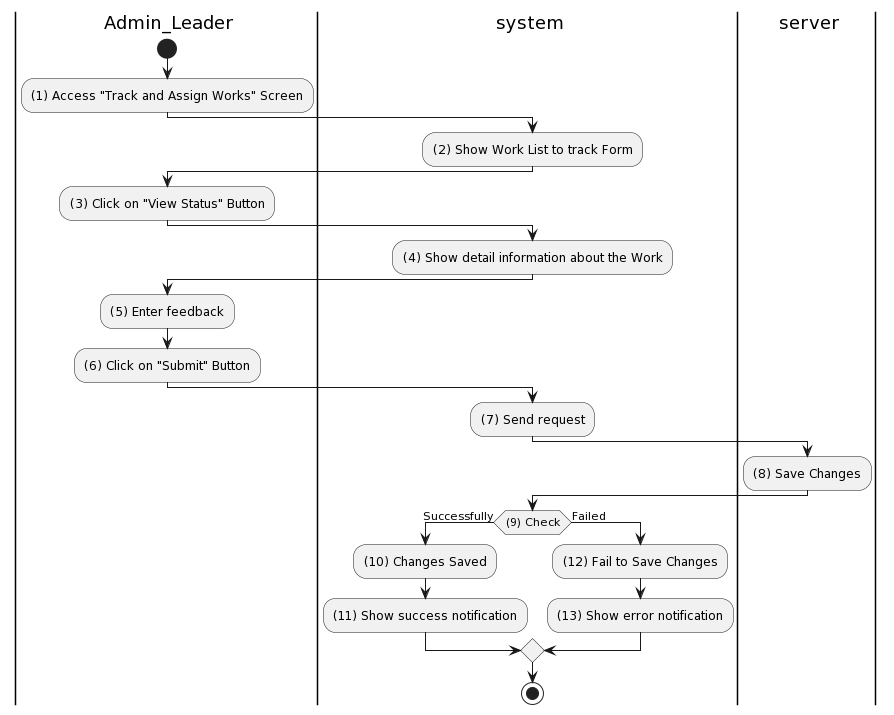 Admin_Leader
system
server
(1) Access "Track and Assign Works" Screen
(2) Show Work List to track Form
(3) Click on "View Status" Button
(4) Show detail information about the Work
(5) Enter feedback
(6) Click on "Submit" Button
(7) Send request
(8) Save Changes
Successfully
(9) Check
Failed
(10) Changes Saved
(12) Fail to Save Changes
(11) Show success notification
(13) Show error notification